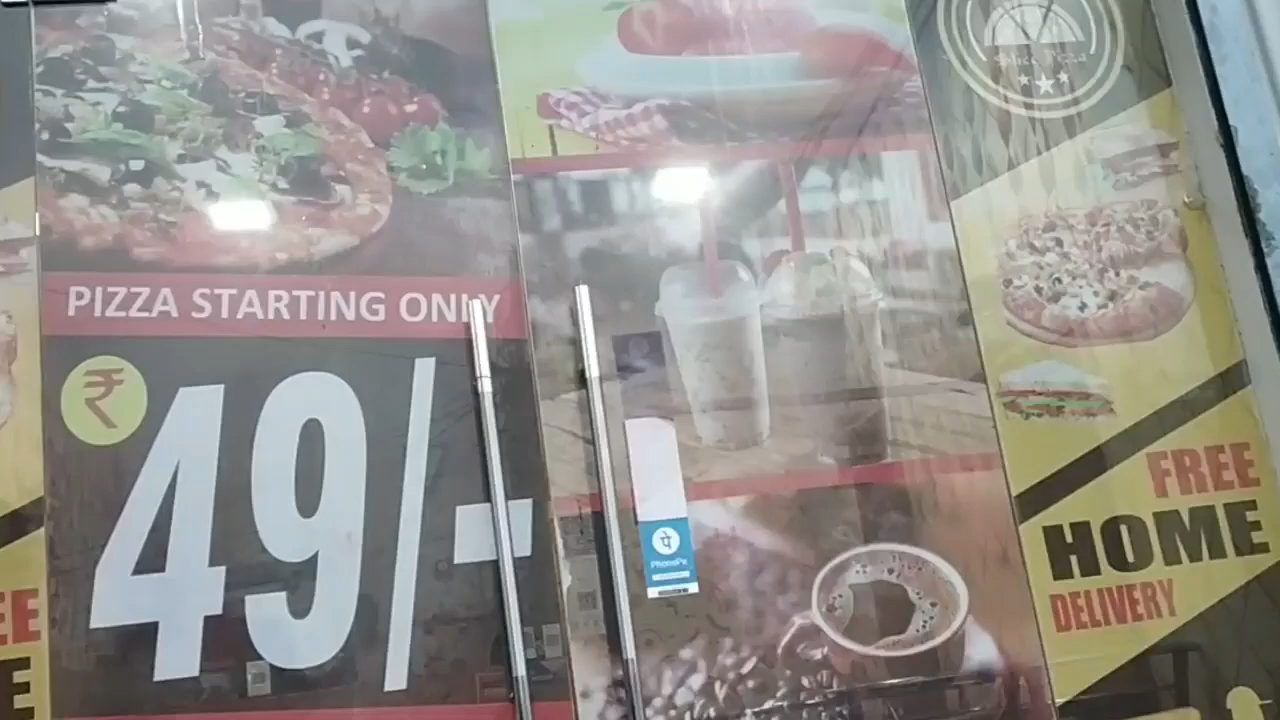 PIZZA STARTING ONLY
₹ 49/-
पे
PhonePe
FREE
HOME
DELIVERY
EE
E